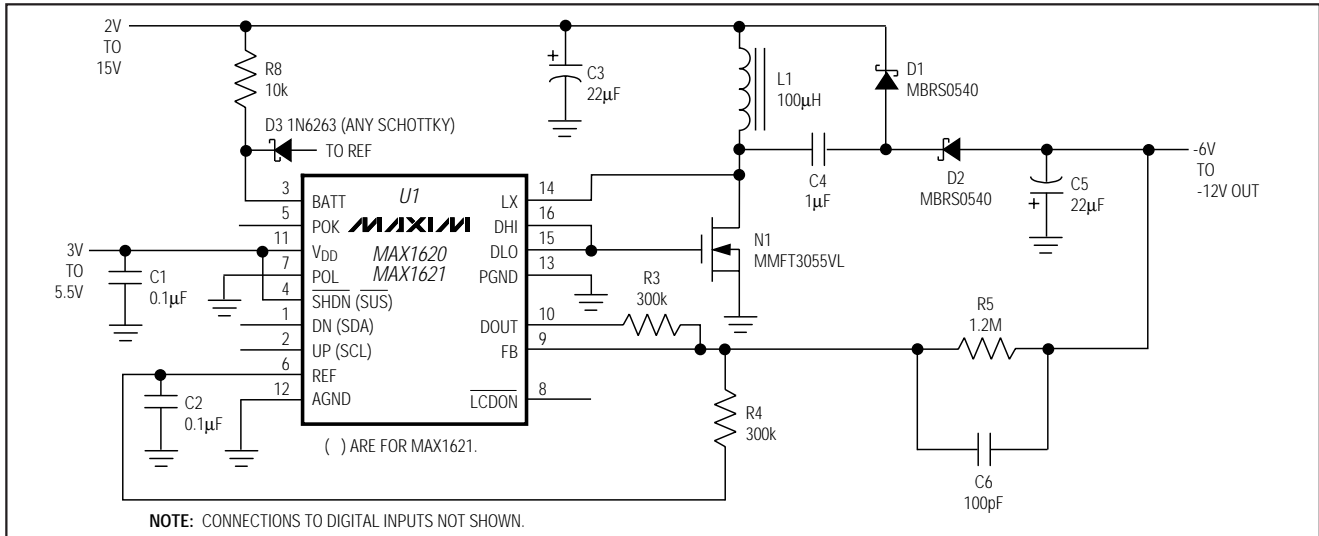 2V
TO
15V
R8
10k
C3
22µF
+
L1
100µH
D1
MBRS0540
D3 1N6263 (ANY SCHOTTKY)
TO REF
C4
1µF
D2
MBRS0540
C5
22µF
+
-6V
TO
-12V OUT
3V
TO
5.5V
C1
0.1µF
C2
0.1µF
U1
MAXIM
MAX1620
MAX1621
3 BATT
5 POK
11 VDD
7 POL
4 SHDN (SUS)
1 DN (SDA)
2 UP (SCL)
6 REF
12 AGND
LX 14
DHI 16
DLO 15
PGND 13
DOUT 10
FB 9
LCDON 8
N1
MMFT3055VL
R3
300k
R5
1.2M
R4
300k
C6
100pF
( ) ARE FOR MAX1621.
NOTE: CONNECTIONS TO DIGITAL INPUTS NOT SHOWN.